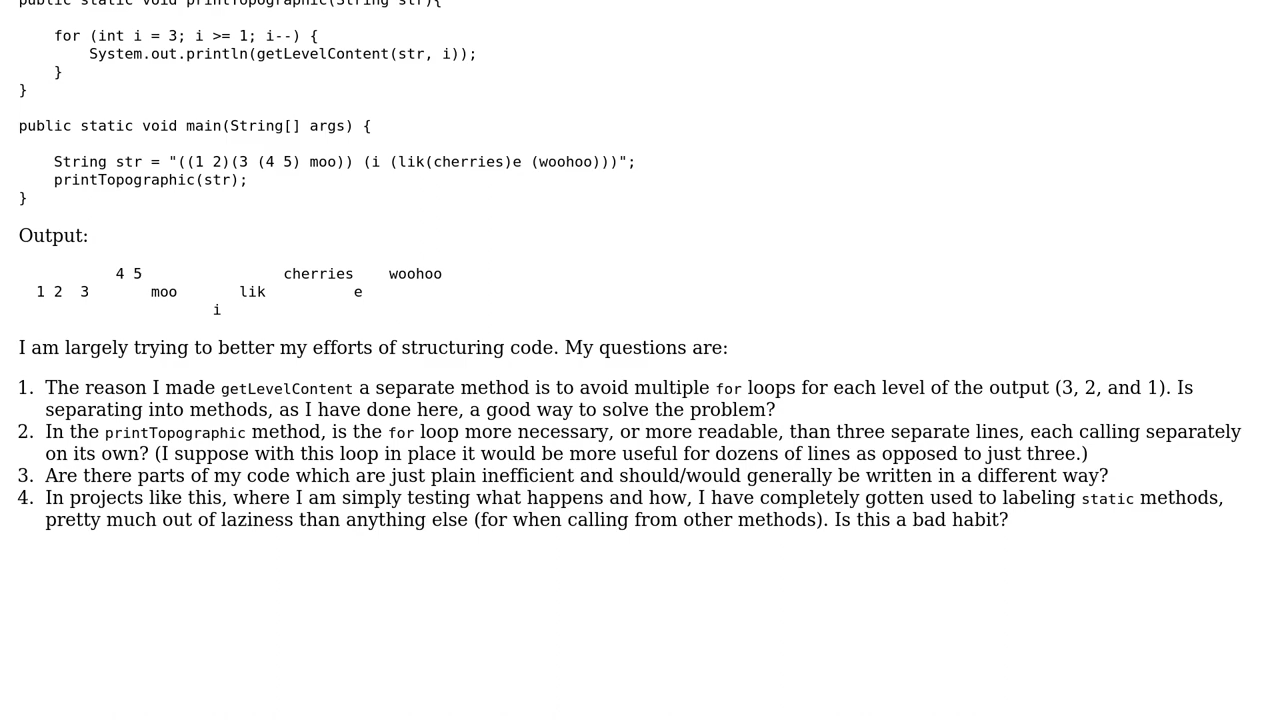 public static void printTopographic(String str){
    for (int i = 3; i >= 1; i--) {
        System.out.println(getLevelContent(str, i));
    }
}
public static void main(String[] args) {
    String str = "((1 2)(3 (4 5) moo)) (i (lik(cherries)e (woohoo)))";
    printTopographic(str);
}
Output:
           4 5                cherries    woohoo
  1 2  3       moo       lik          e
                      i
I am largely trying to better my efforts of structuring code. My questions are:
1. The reason I made getLevelContent a separate method is to avoid multiple for loops for each level of the output (3, 2, and 1). Is
separating into methods, as I have done here, a good way to solve the problem?
2. In the printTopographic method, is the for loop more necessary, or more readable, than three separate lines, each calling separately
on its own? (I suppose with this loop in place it would be more useful for dozens of lines as opposed to just three.)
3. Are there parts of my code which are just plain inefficient and should/would generally be written in a different way?
4. In projects like this, where I am simply testing what happens and how, I have completely gotten used to labeling static methods,
pretty much out of laziness than anything else (for when calling from other methods). Is this a bad habit?